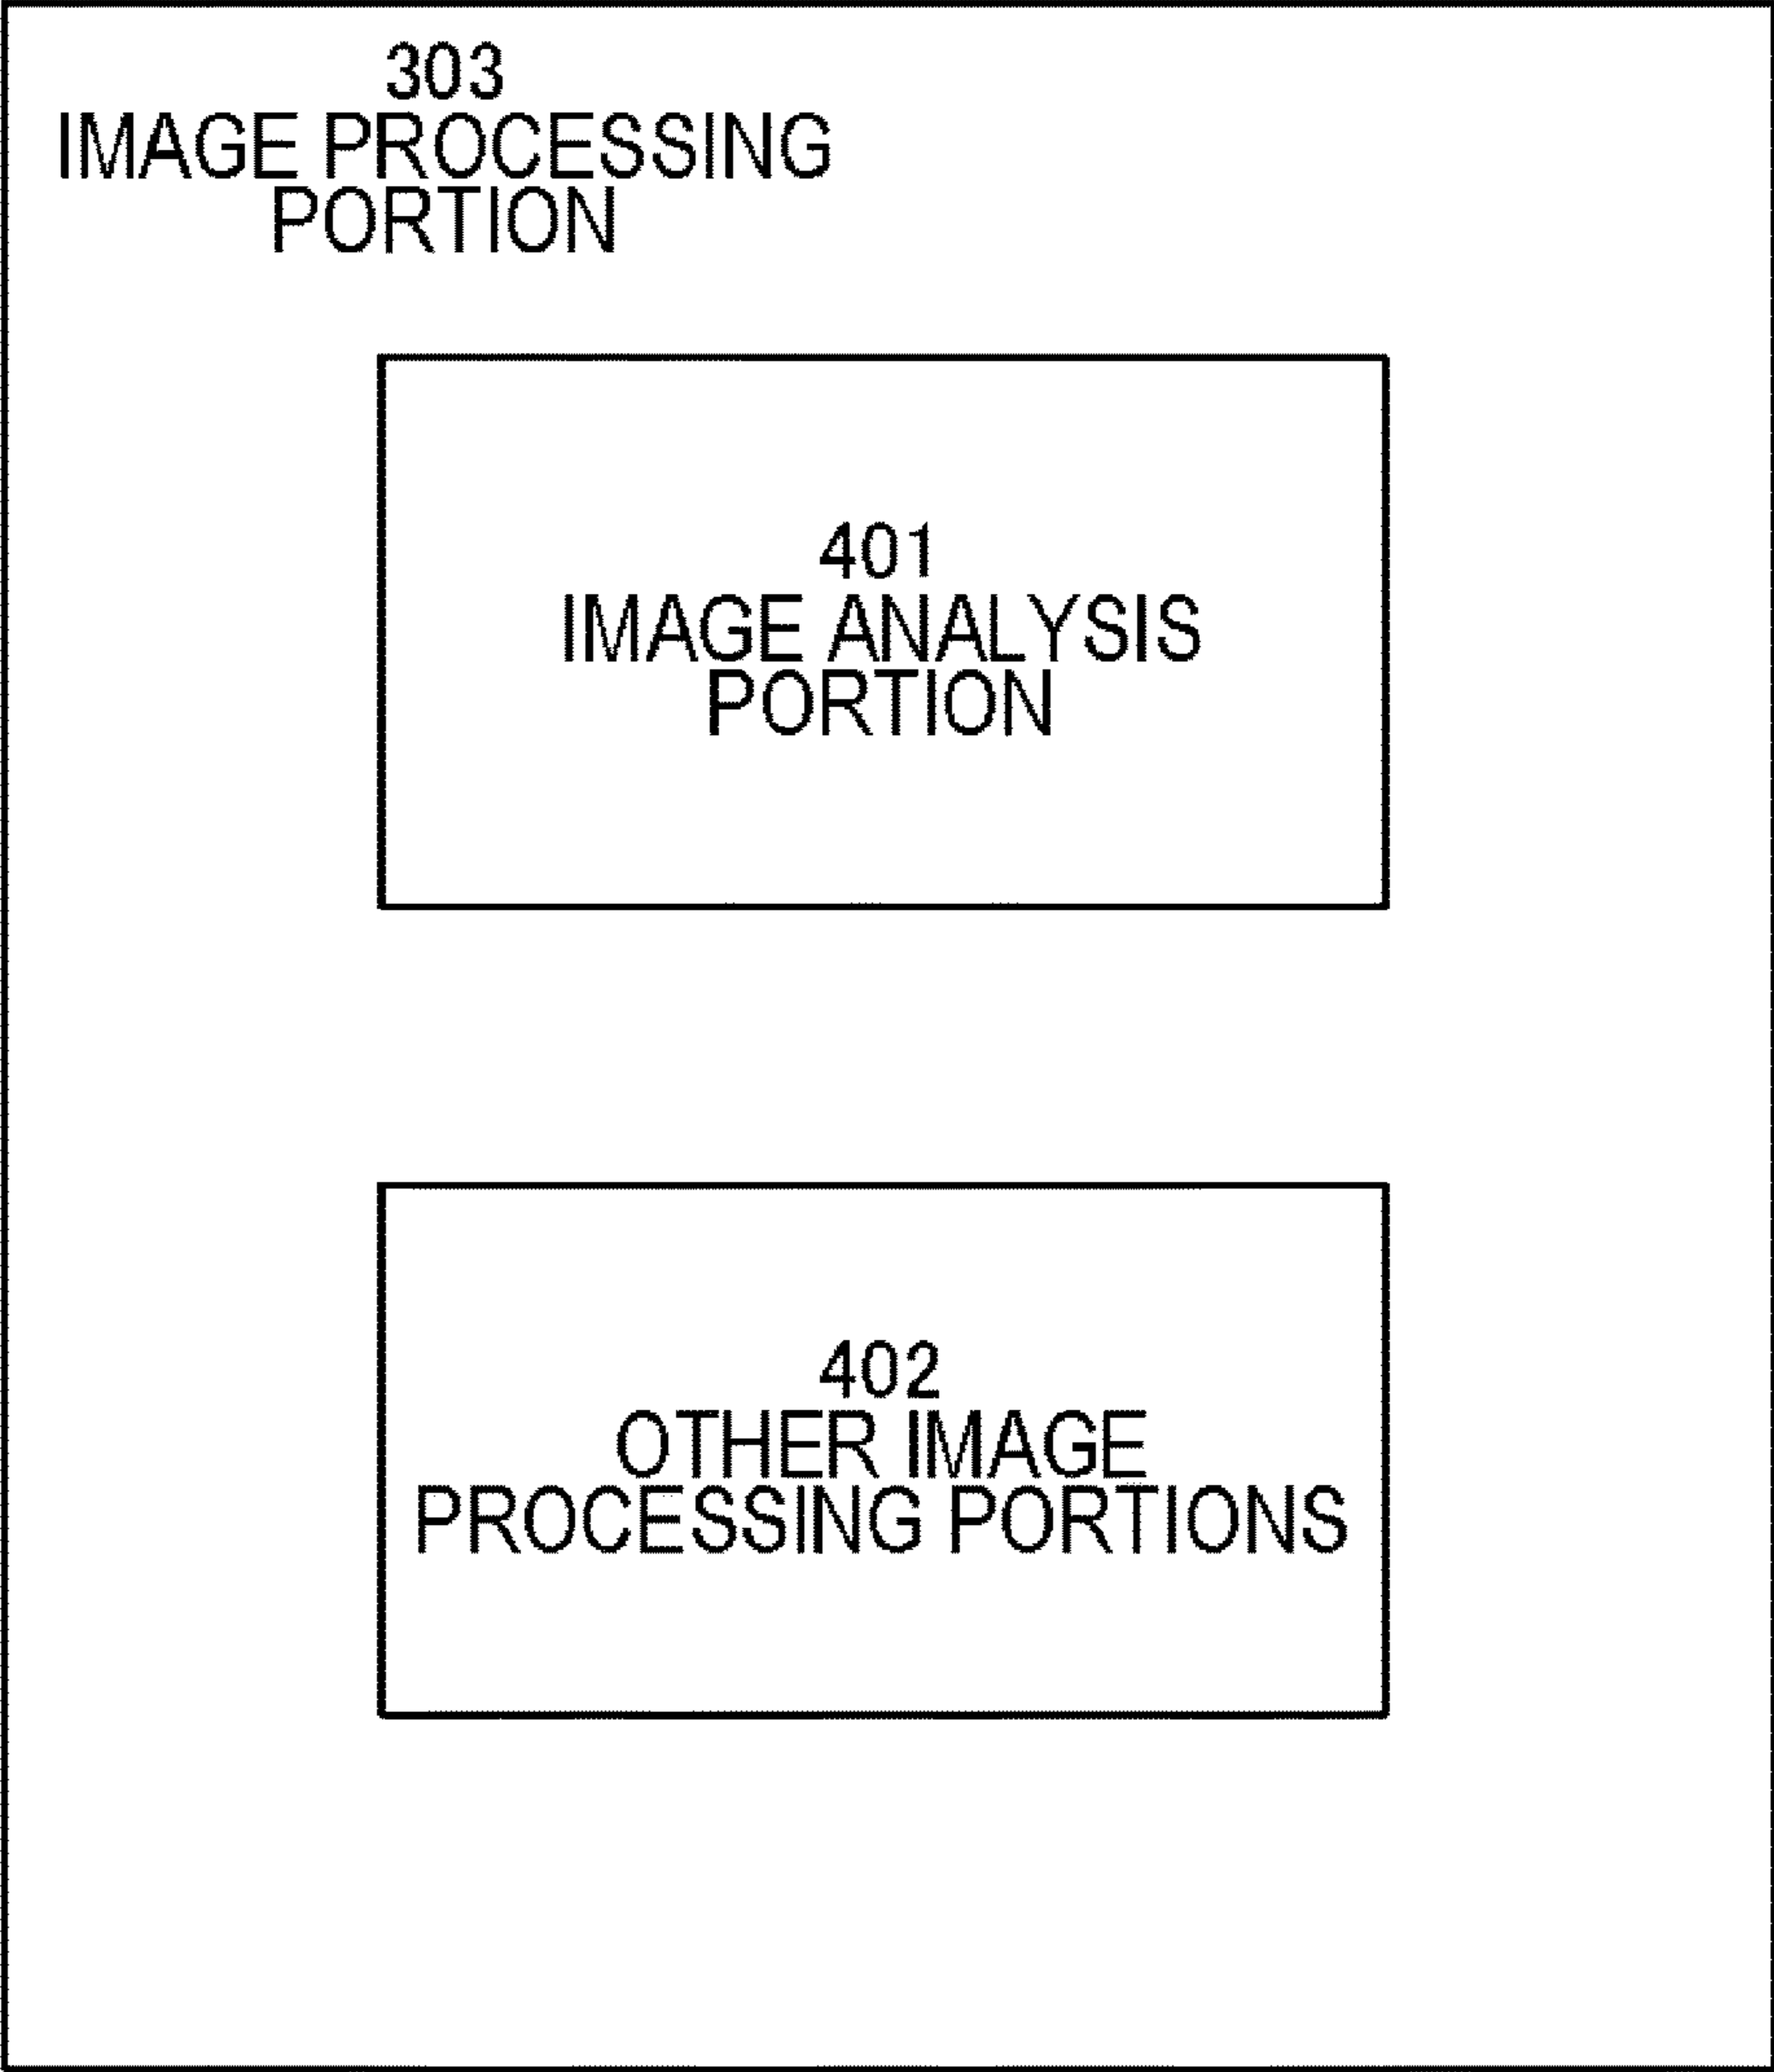 303
IMAGE PROCESSING
PORTION
401
IMAGE ANALYSIS
PORTION
402
OTHER IMAGE
PROCESSING PORTIONS